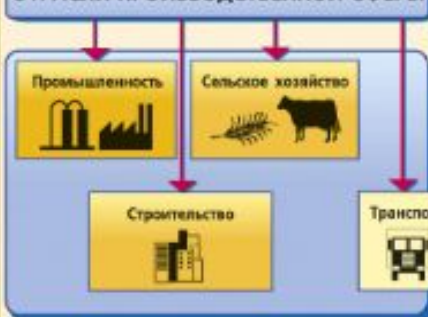 Промышленность
Сельское хозяйство
Строительство
Транспо